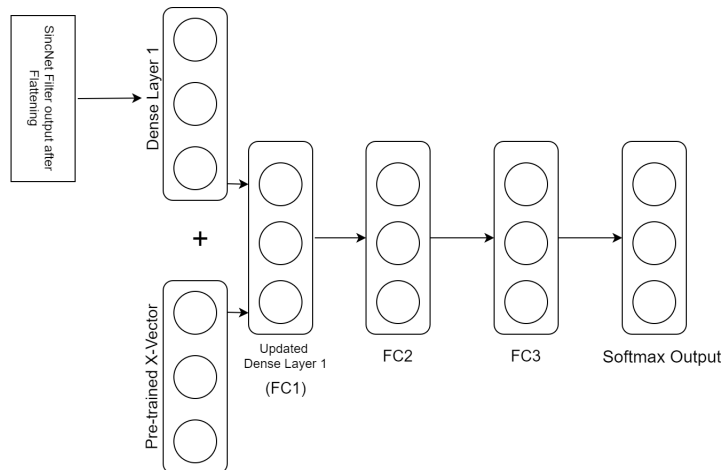 SincNet Filter output after
Flattening
Dense Layer 1
+
Pre-trained X-Vector
Updated
Dense Layer 1
(FC1)
FC2
FC3
Softmax Output